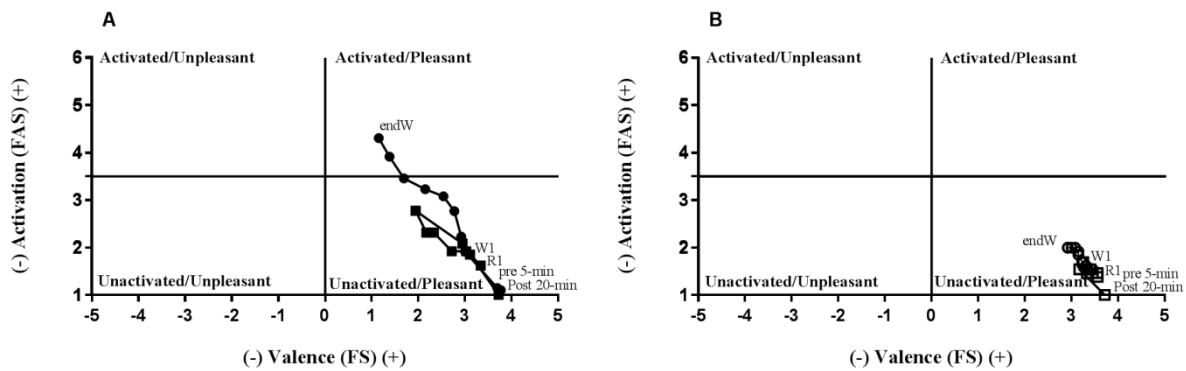 A
Activated/Unpleasant Activated/Pleasant
endW
W1
R1
pre 5-min
Unactivated/Unpleasant Unactivated/Pleasant Post 20-min
6
5
4
3
2
1
-5 -4 -3 -2 -1 0 1 2 3 4 5
(-) Activation (FAS) (+)
(-) Valence (FS) (+)
B
Activated/Unpleasant Activated/Pleasant
endW
W1
R1 pre 5-min
Unactivated/Unpleasant Unactivated/Pleasant Post 20-min
6
5
4
3
2
1
-5 -4 -3 -2 -1 0 1 2 3 4 5
(-) Activation (FAS) (+)
(-) Valence (FS) (+)